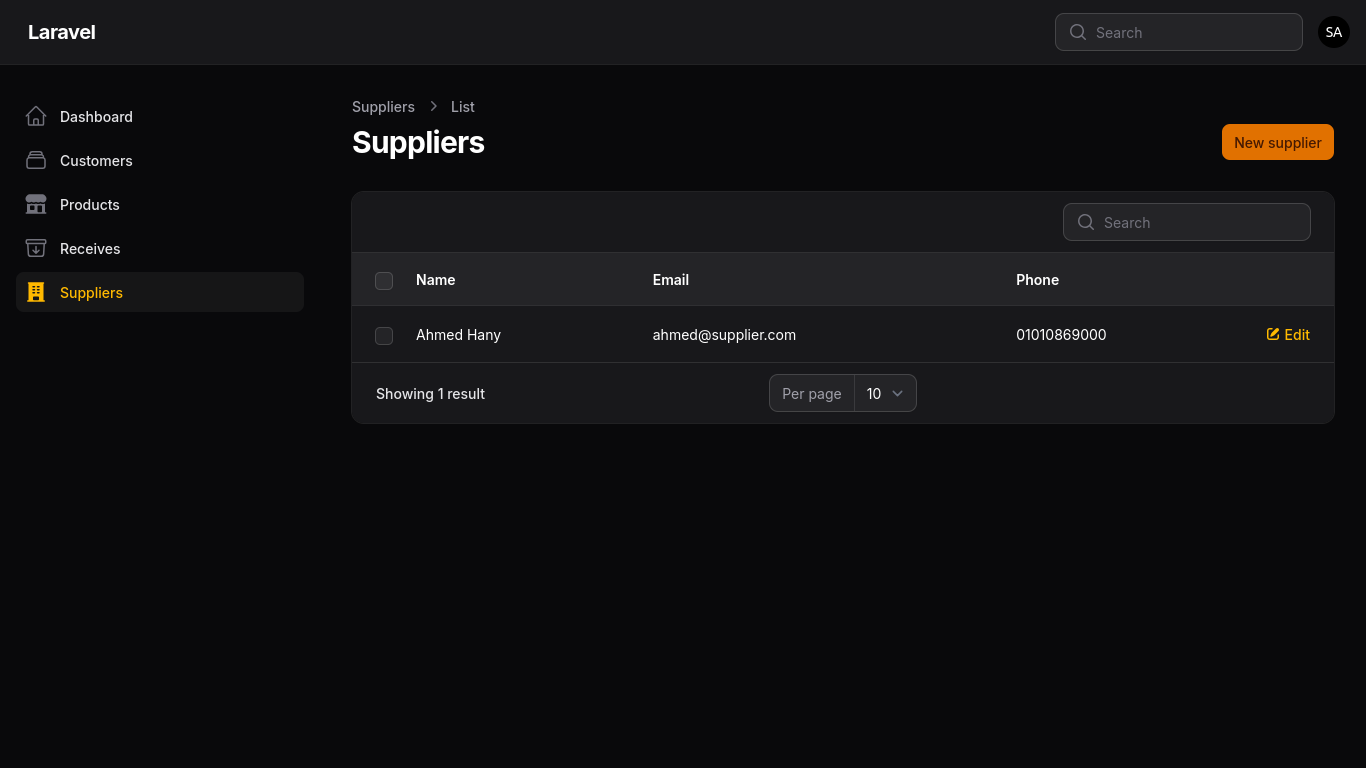 Laravel
Search
SA
Dashboard
Customers
Products
Receives
Suppliers
Suppliers > List
Suppliers
New supplier
Search
Name Email Phone
Ahmed Hany ahmed@supplier.com 01010869000 Edit
Showing 1 result Per page 10